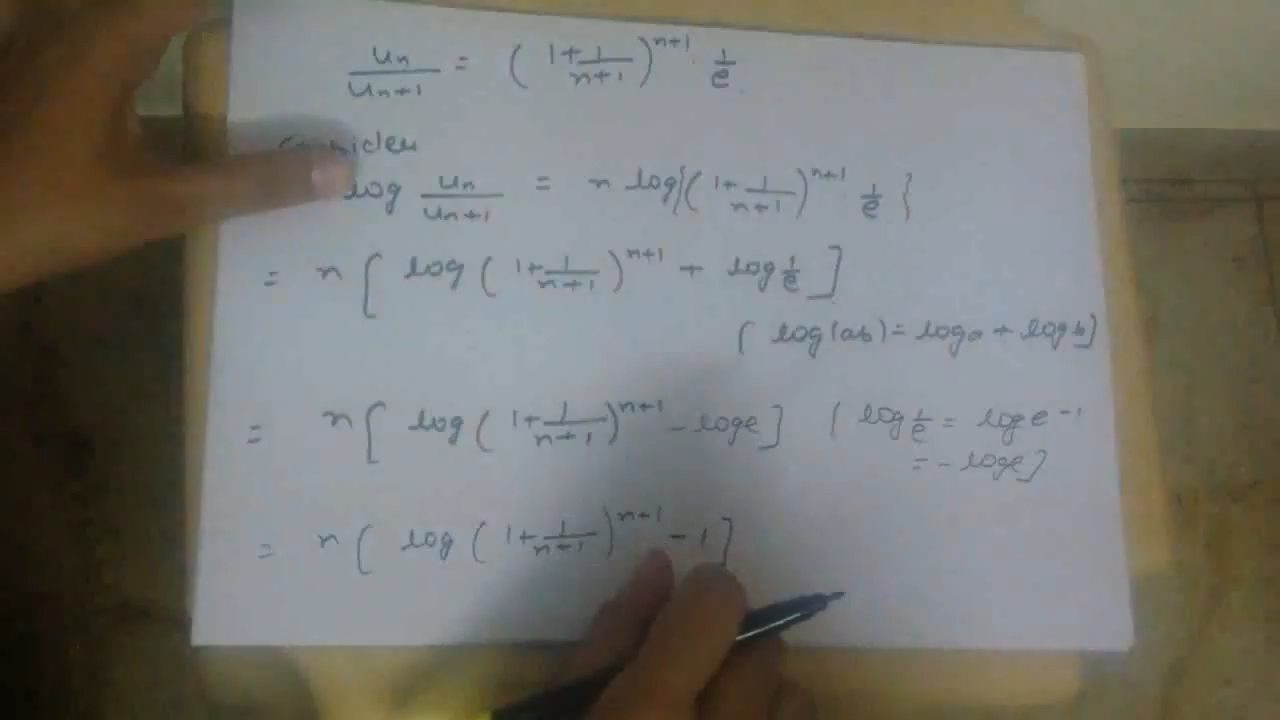 uₙ/uₙ₊₁ = (1+1/(n+1))ⁿ⁺¹ 1/e
log uₙ/uₙ₊₁ = n log{(1+1/(n+1))ⁿ⁺¹ 1/e}
= n[log(1+1/(n+1))ⁿ⁺¹ + log 1/e]
[log(ab)=log a + log b]
= n[log(1+1/(n+1))ⁿ⁺¹ - log e] [log 1/e = log e⁻¹
= - log e]
= n[log(1+1/(n+1))ⁿ⁺¹ - 1]